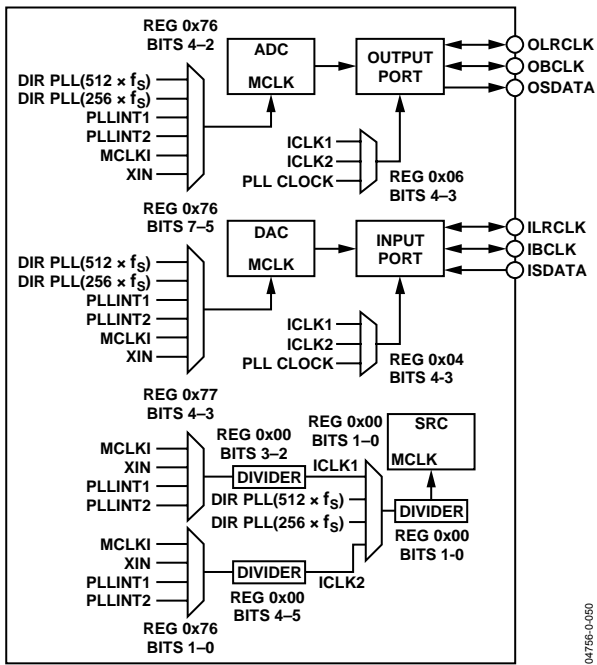 REG 0x76
BITS 4–2
ADC
MCLK
OUTPUT
PORT
OLRCLK
OBCLK
OSDATA
DIR PLL(512 × fS)
DIR PLL(256 × fS)
PLLINT1
PLLINT2
MCLKI
XIN
ICLK1
ICLK2
PLL CLOCK
REG 0x06
BITS 4–3
REG 0x76
BITS 7–5
DAC
MCLK
INPUT
PORT
ILRCLK
IBCLK
ISDATA
DIR PLL(512 × fS)
DIR PLL(256 × fS)
PLLINT1
PLLINT2
MCLKI
XIN
ICLK1
ICLK2
PLL CLOCK
REG 0x04
BITS 4-3
REG 0x77
BITS 4–3
MCLKI
XIN
PLLINT1
PLLINT2
REG 0x00
BITS 3–2
DIVIDER
ICLK1
DIR PLL(512 × fS)
DIR PLL(256 × fS)
REG 0x00
BITS 1–0
SRC
MCLK
DIVIDER
REG 0x00
BITS 1-0
MCLKI
XIN
PLLINT1
PLLINT2
DIVIDER
ICLK2
REG 0x00
BITS 4–5
REG 0x76
BITS 1–0
04756-0-050